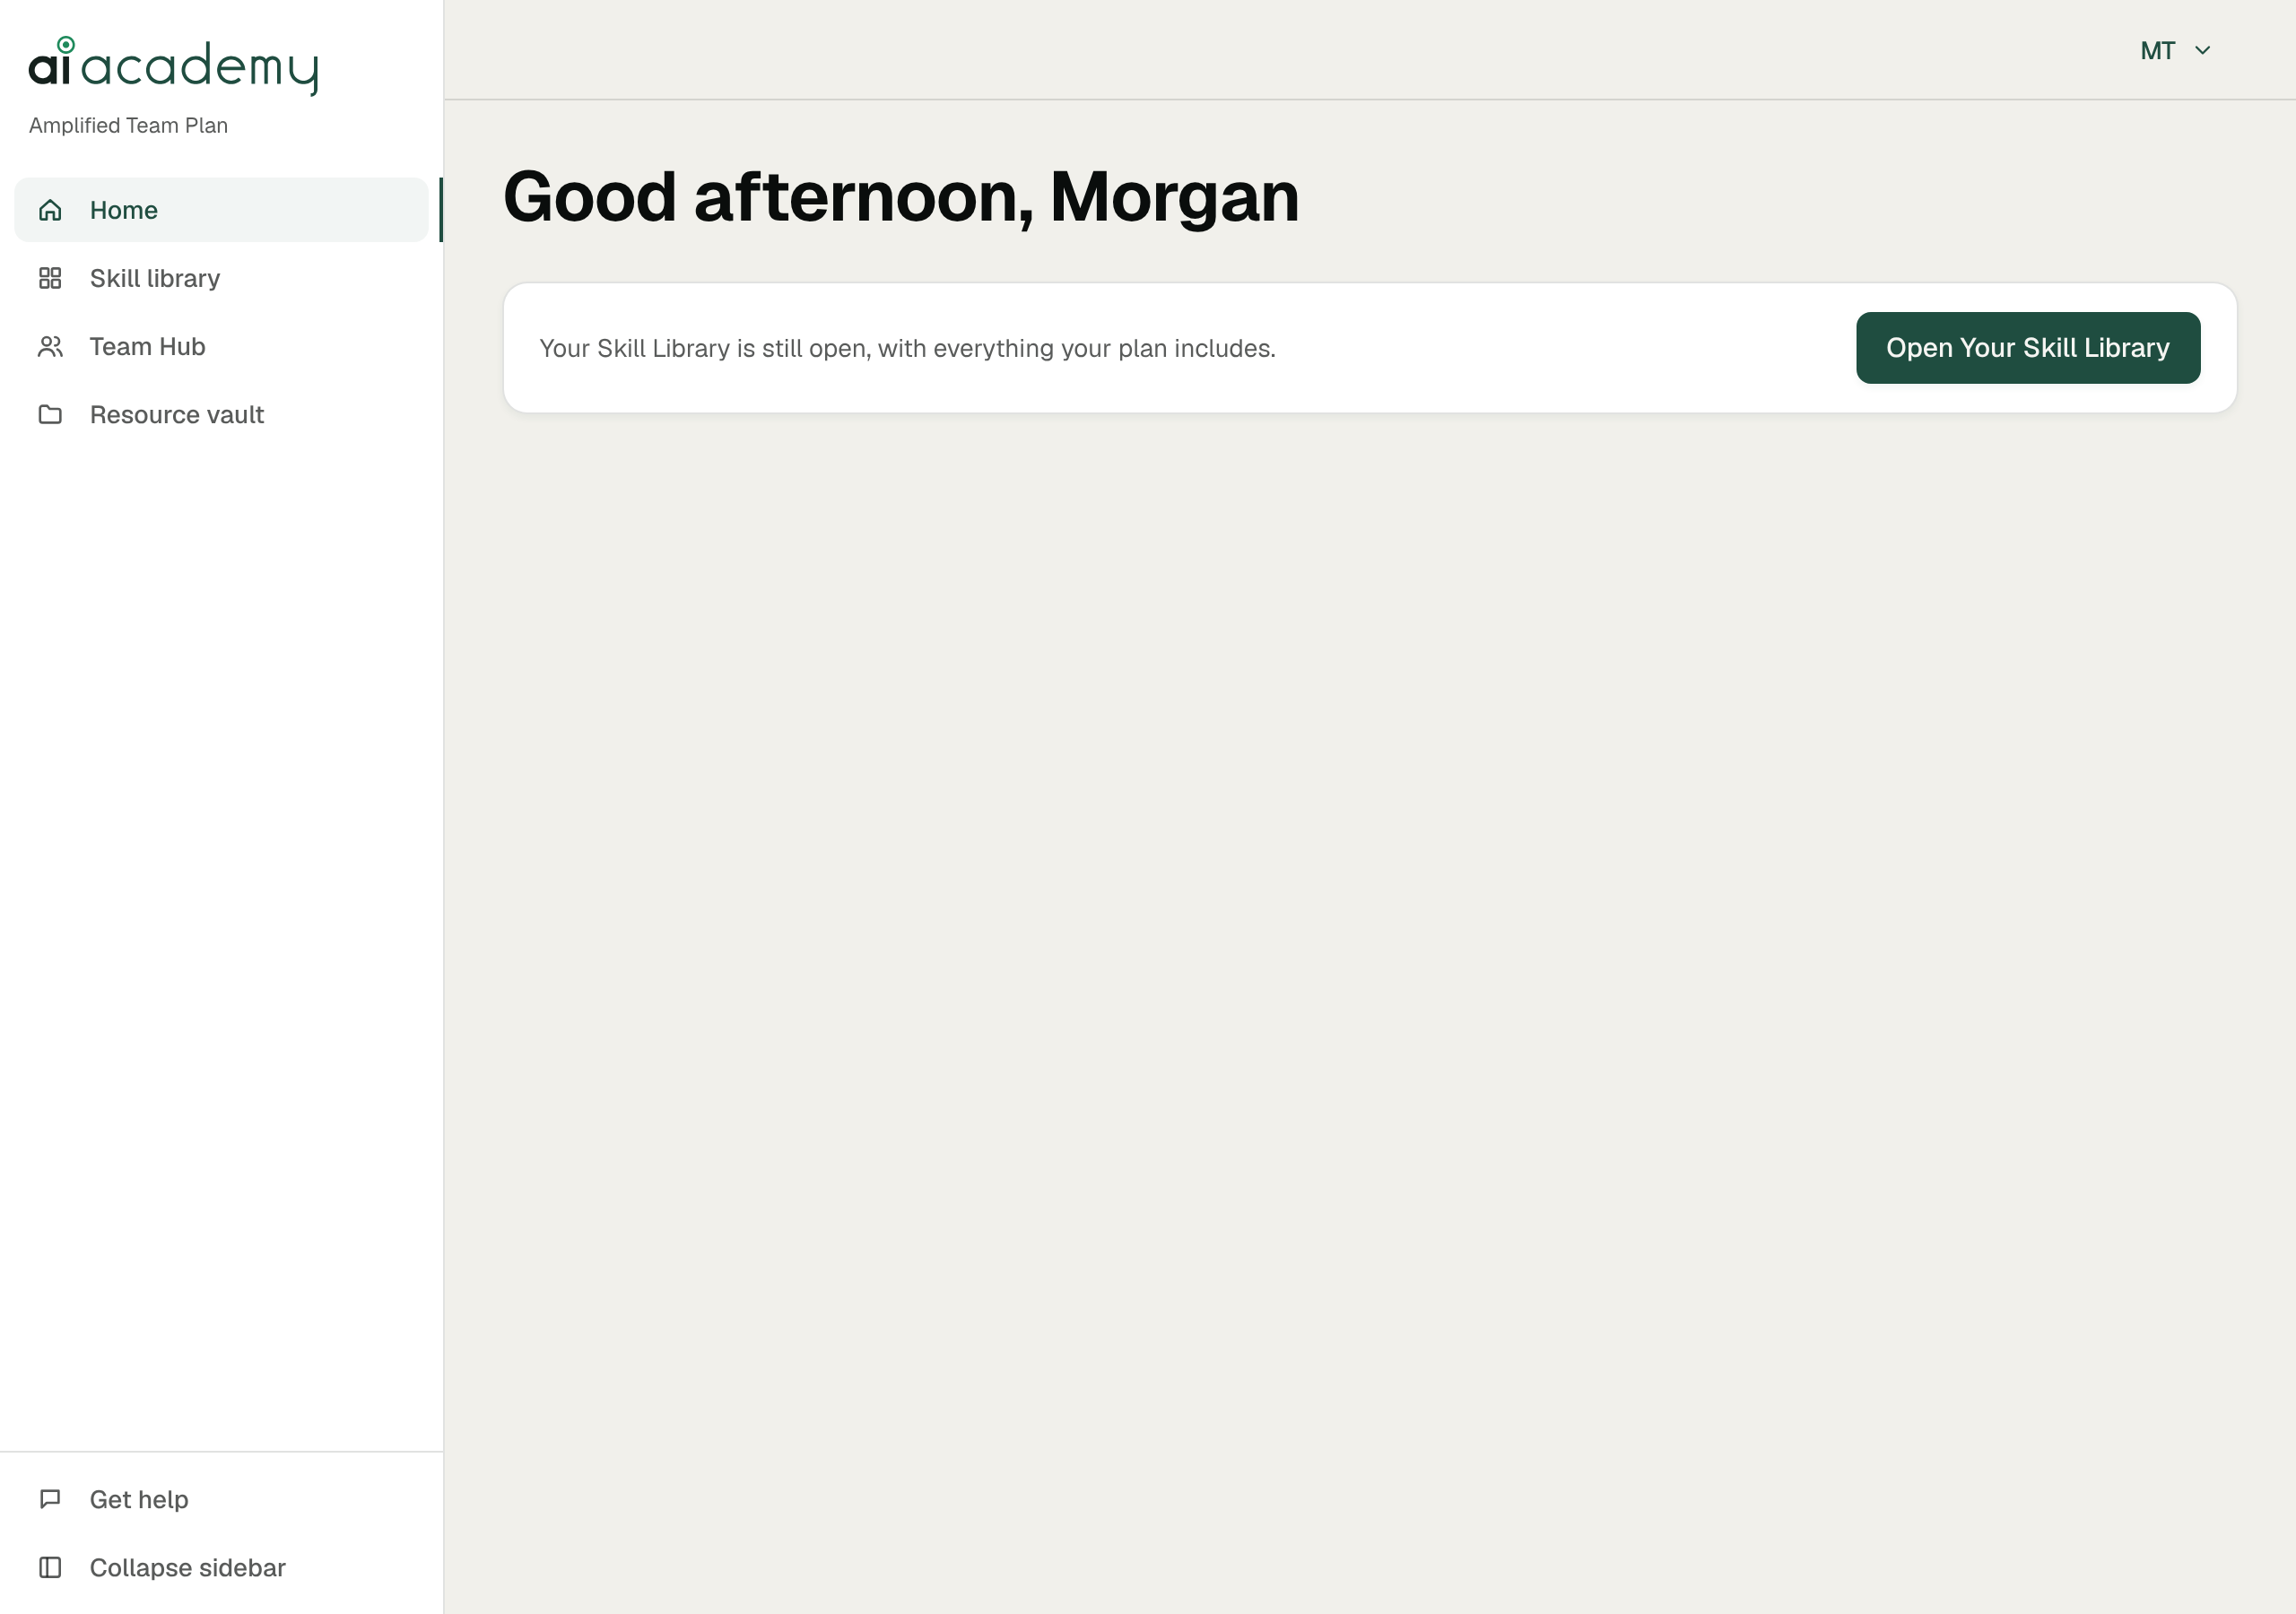 ai academy
Amplified Team Plan
Home
Skill library
Team Hub
Resource vault
Get help
Collapse sidebar
MT
Good afternoon, Morgan
Your Skill Library is still open, with everything your plan includes.
Open Your Skill Library